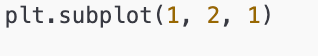 plt.subplot(1, 2, 1)